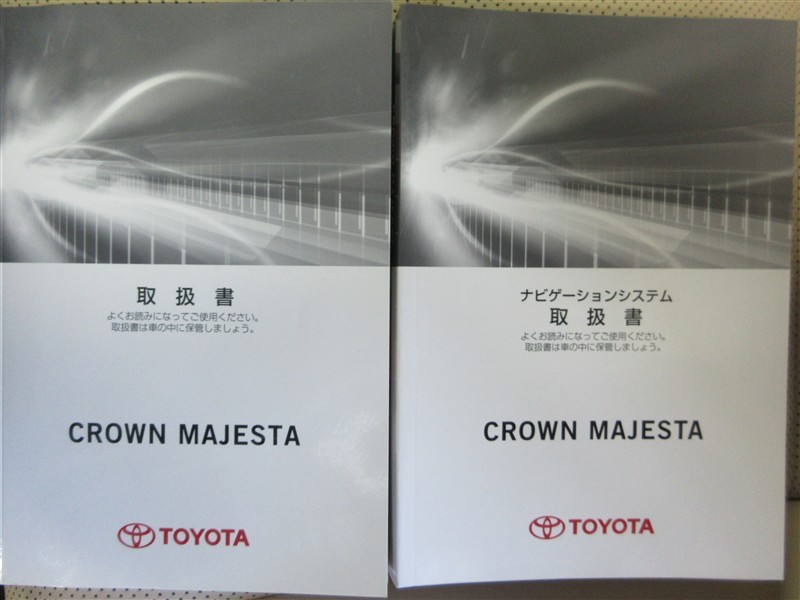 取扱書
よくお読みになってご使用ください。
取扱書は車の中に保管しましょう。
CROWN MAJESTA
TOYOTA
ナビゲーションシステム
取扱書
よくお読みになってご使用ください。
取扱書は車の中に保管しましょう。
CROWN MAJESTA
TOYOTA